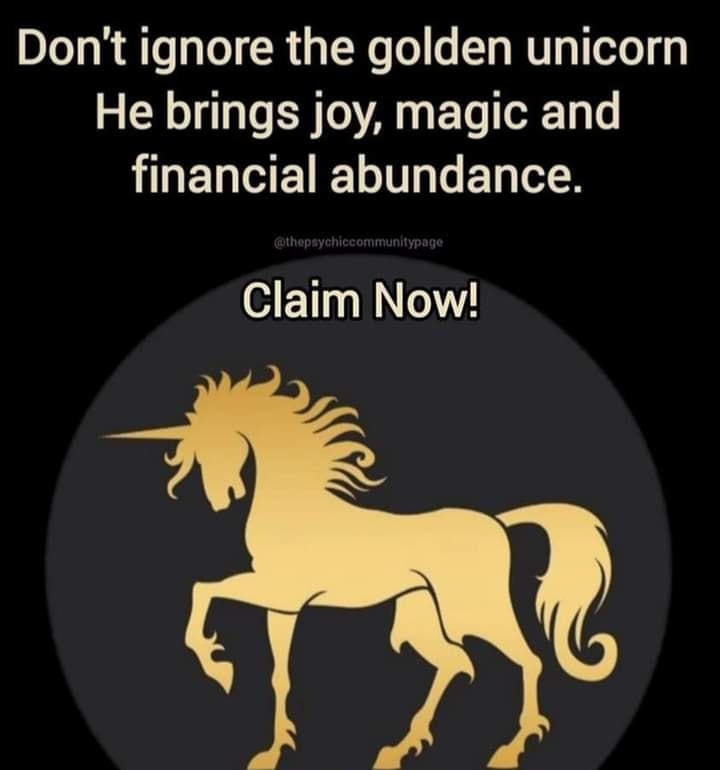 Don't ignore the golden unicorn
He brings joy, magic and
financial abundance.
@thepsychiccommunitypage
Claim Now!